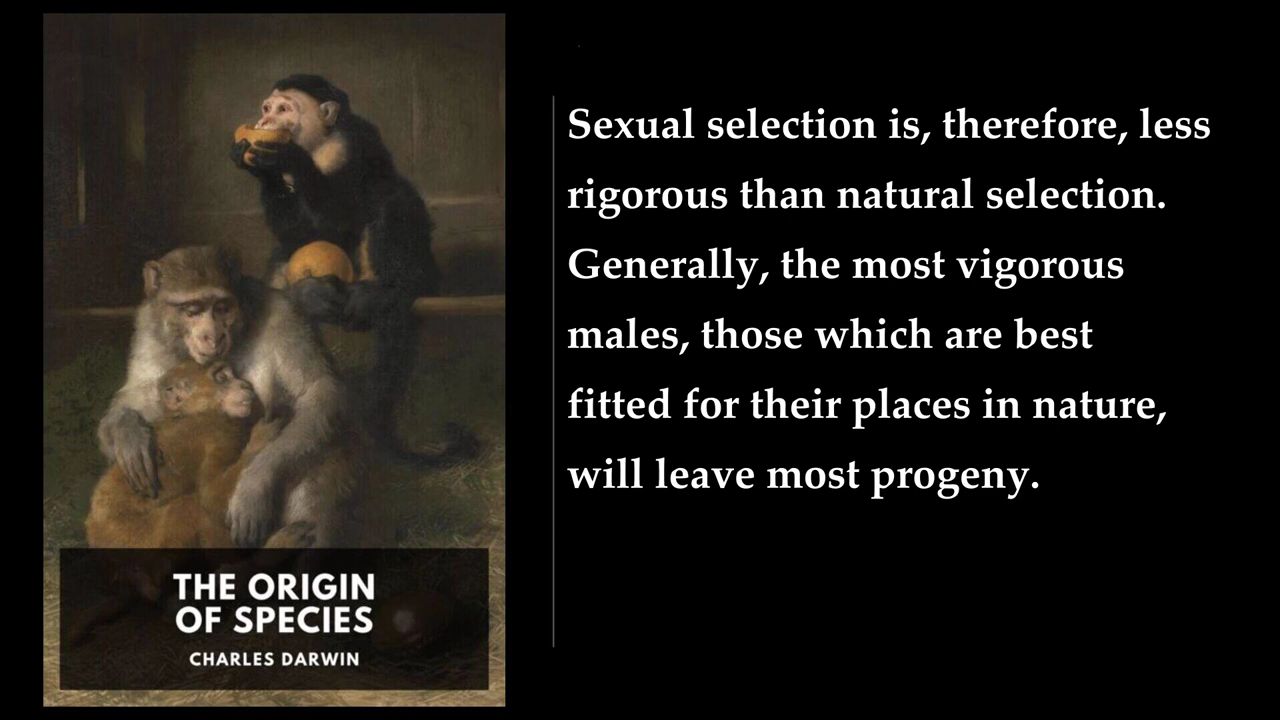 Sexual selection is, therefore, less
rigorous than natural selection.
Generally, the most vigorous
males, those which are best
fitted for their places in nature,
will leave most progeny.
THE ORIGIN
OF SPECIES
CHARLES DARWIN